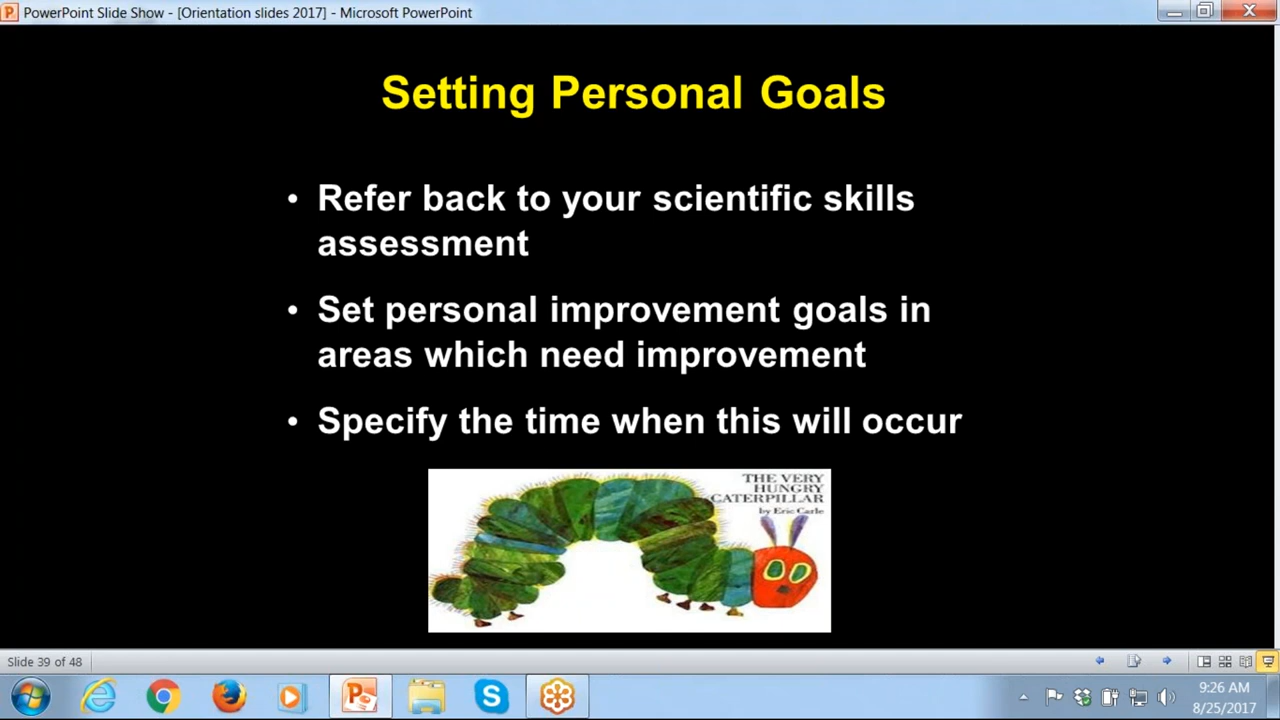 PowerPoint Slide Show - [Orientation slides 2017] - Microsoft PowerPoint
Setting Personal Goals
• Refer back to your scientific skills
assessment
• Set personal improvement goals in
areas which need improvement
• Specify the time when this will occur
THE VERY
HUNGRY
CATERPILLAR
by Eric Carle
Slide 39 of 48
9:26 AM
8/25/2017